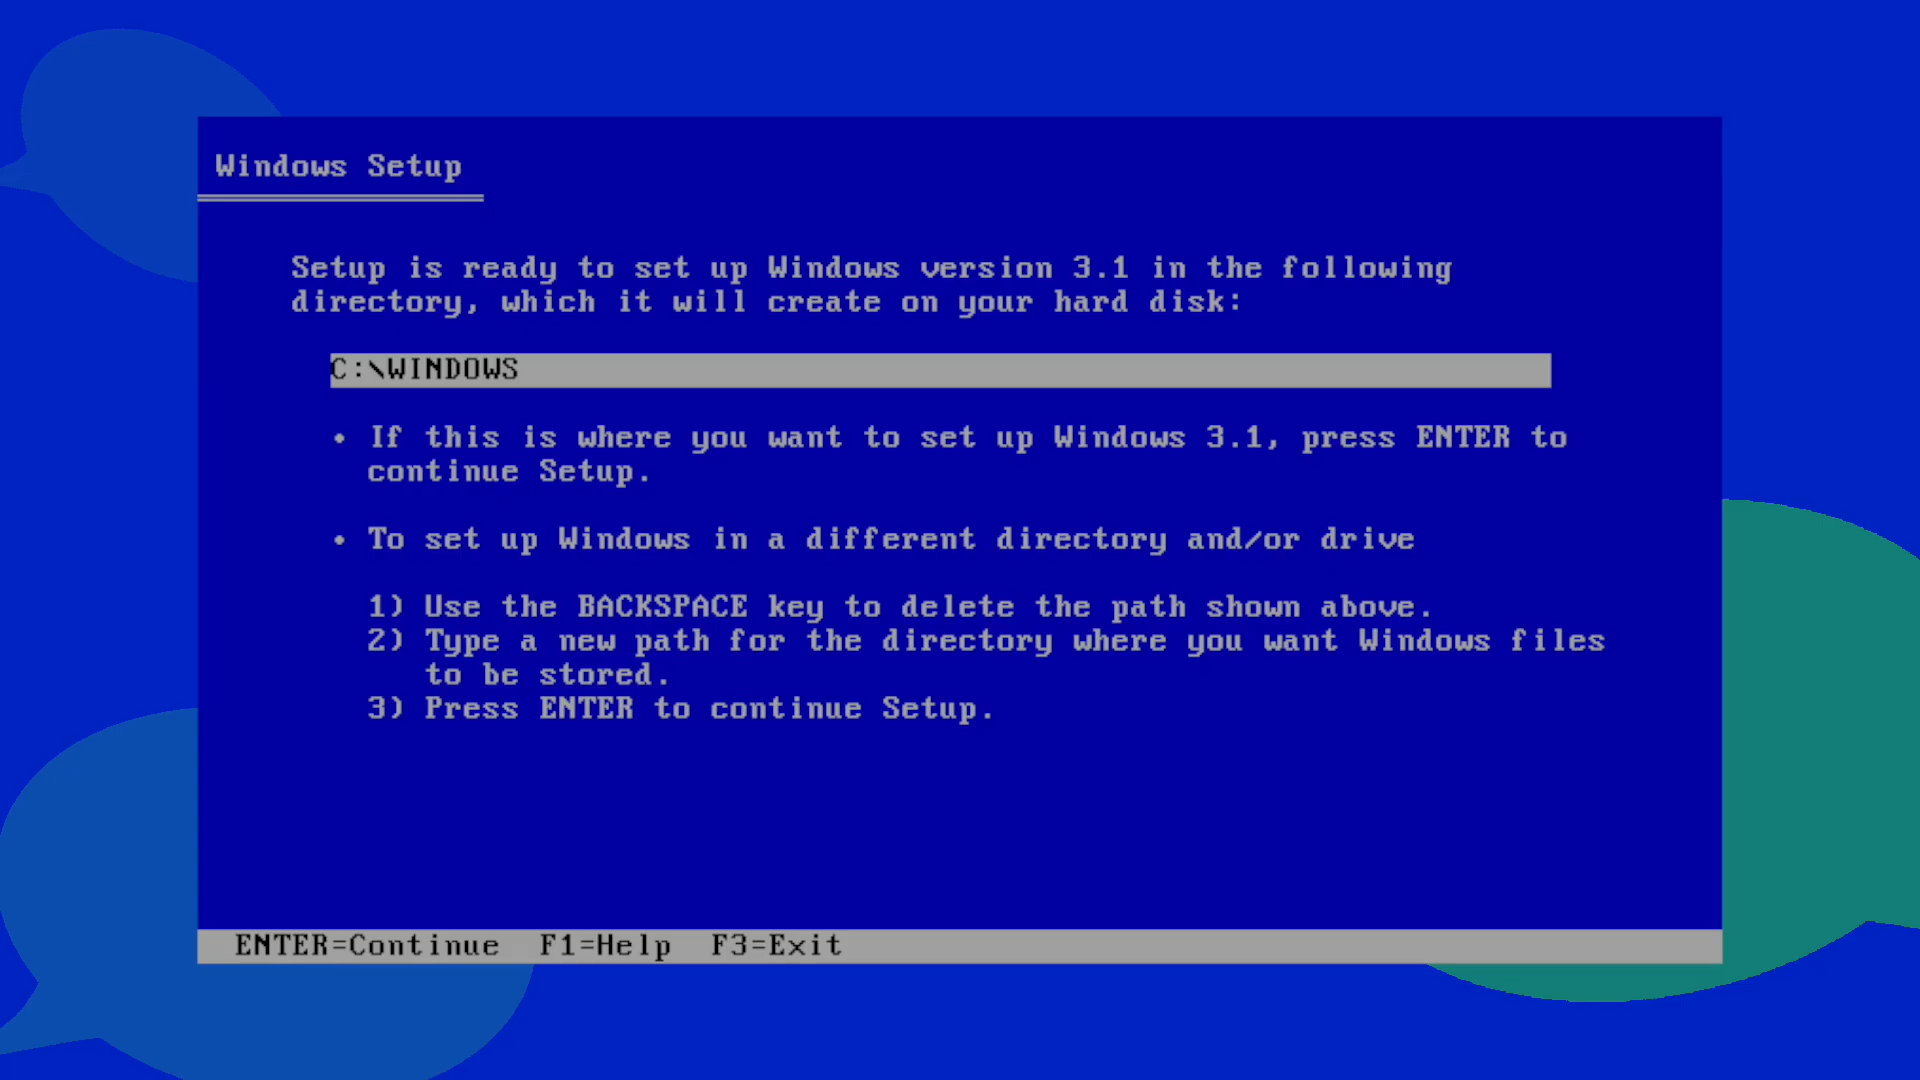 Windows Setup
Setup is ready to set up Windows version 3.1 in the following
directory, which it will create on your hard disk:
C:\WINDOWS
• If this is where you want to set up Windows 3.1, press ENTER to
continue Setup.
• To set up Windows in a different directory and/or drive
1) Use the BACKSPACE key to delete the path shown above.
2) Type a new path for the directory where you want Windows files
to be stored.
3) Press ENTER to continue Setup.
ENTER=Continue F1=Help F3=Exit